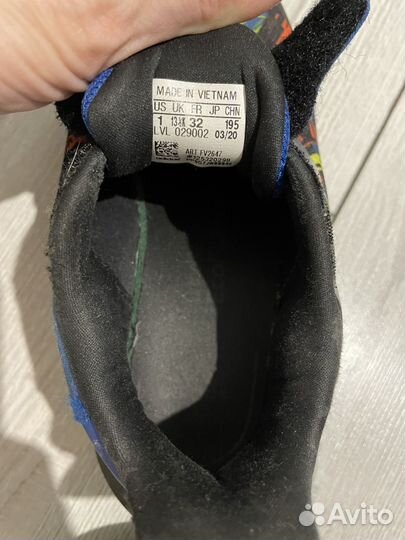 MADE IN VIETNAM
US UK FR JP CHN
1 13½K 32 195
LVL 029002 03/20
ART FV2647
Avito